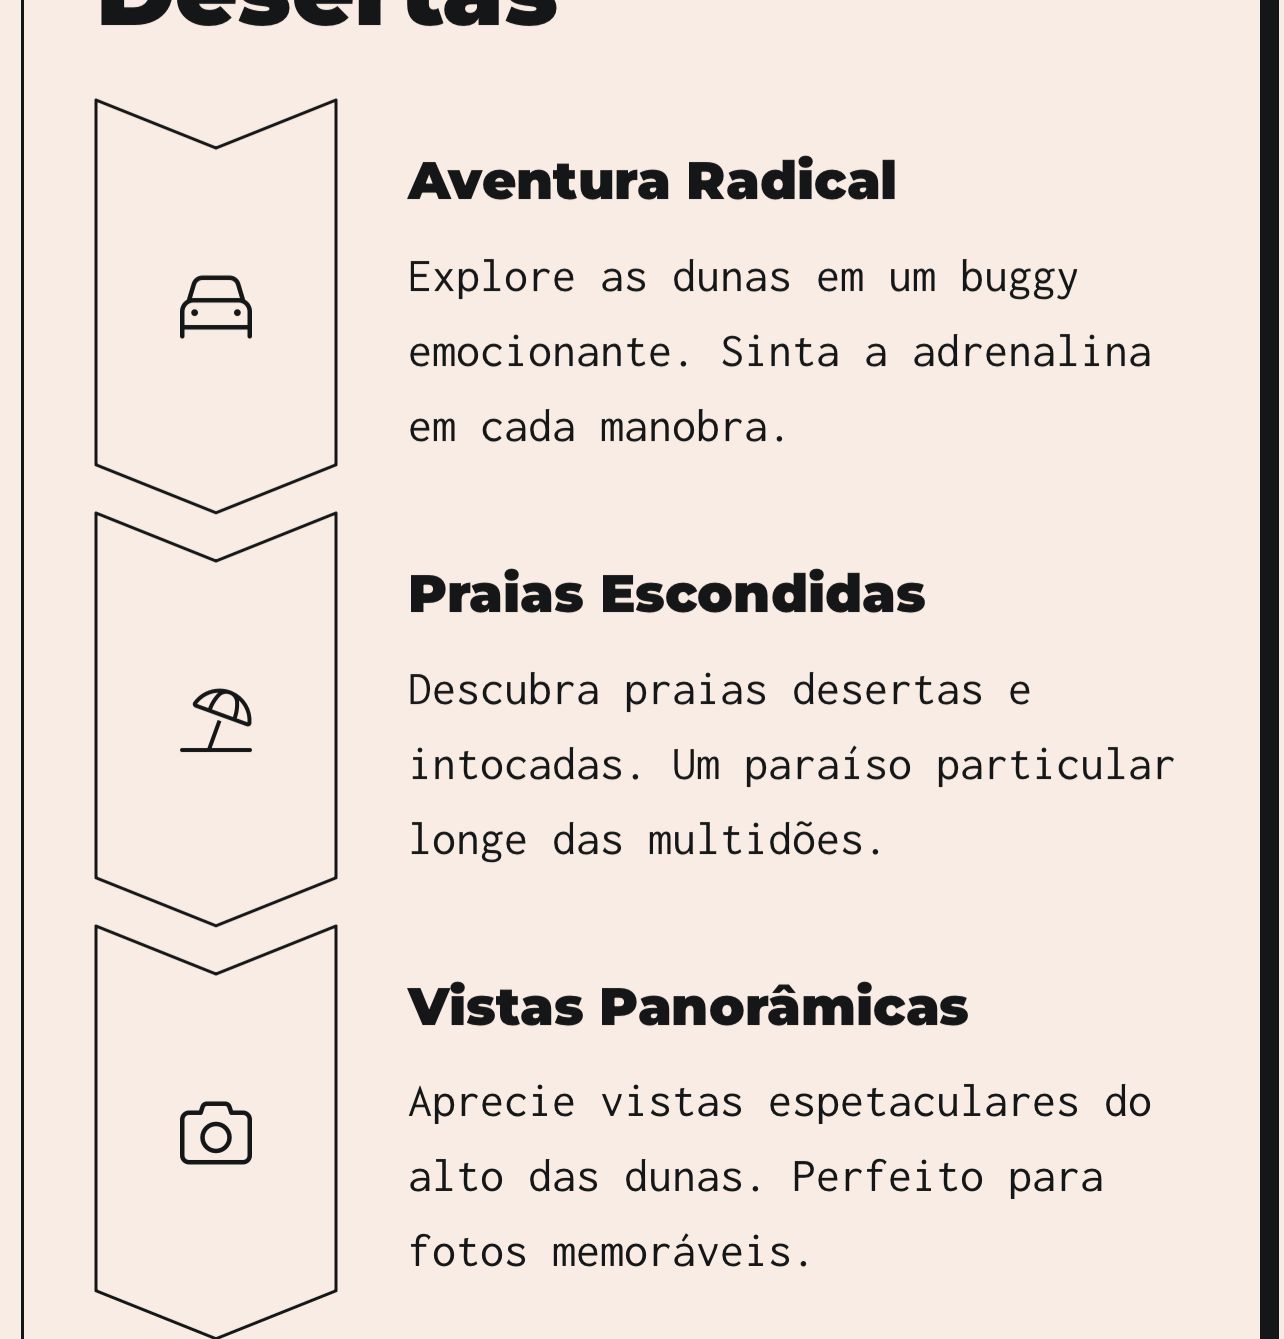 Desertas
Aventura Radical
Explore as dunas em um buggy
emocionante. Sinta a adrenalina
em cada manobra.
Praias Escondidas
Descubra praias desertas e
intocadas. Um paraíso particular
longe das multidões.
Vistas Panorâmicas
Aprecie vistas espetaculares do
alto das dunas. Perfeito para
fotos memoráveis.